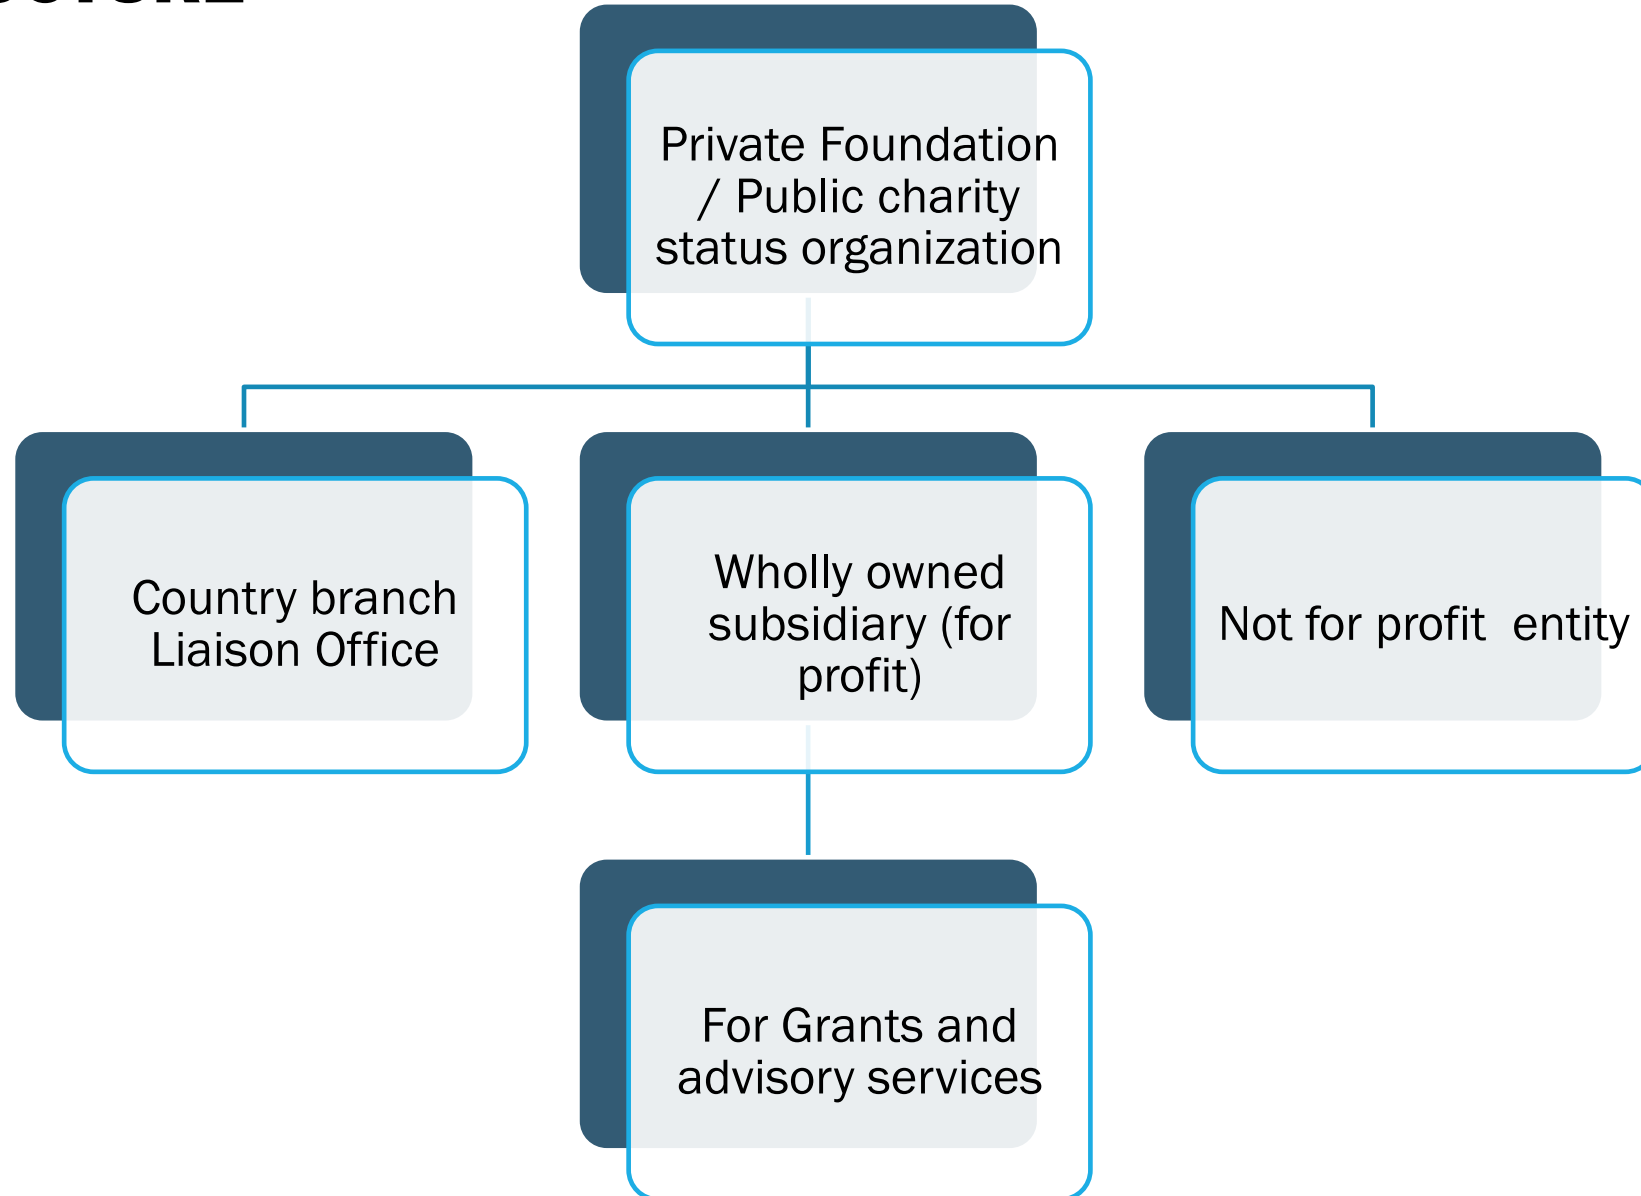 Private Foundation
/ Public charity
status organization
Country branch
Liaison Office
Wholly owned
subsidiary (for
profit)
Not for profit  entity
For Grants and
advisory services